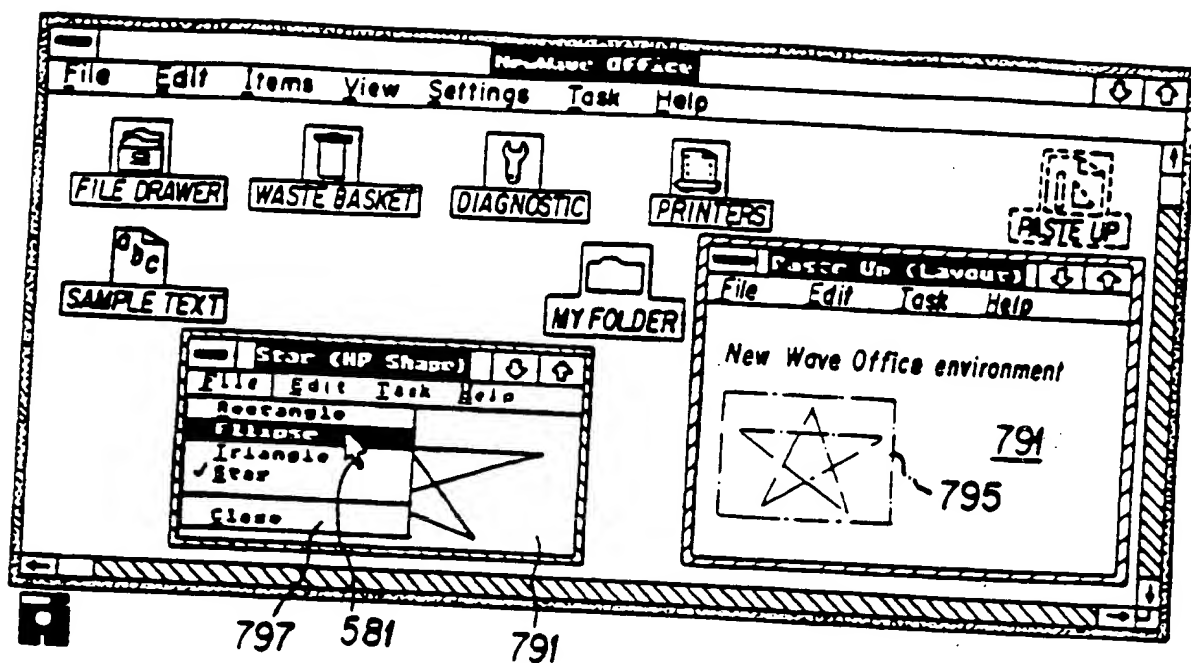 NewWave Office
File Edit Items View Settings Task Help
FILE DRAWER WASTE BASKET DIAGNOSTIC PRINTERS PASTE UP
abc
SAMPLE TEXT MY FOLDER
Paste Up (Layout)
File Edit Task Help
New Wave Office environment
791
795
Star (HP Shape)
File Edit Task Help
Rectangle
Ellipse
Triangle
✓ Star
Close
797 581 791